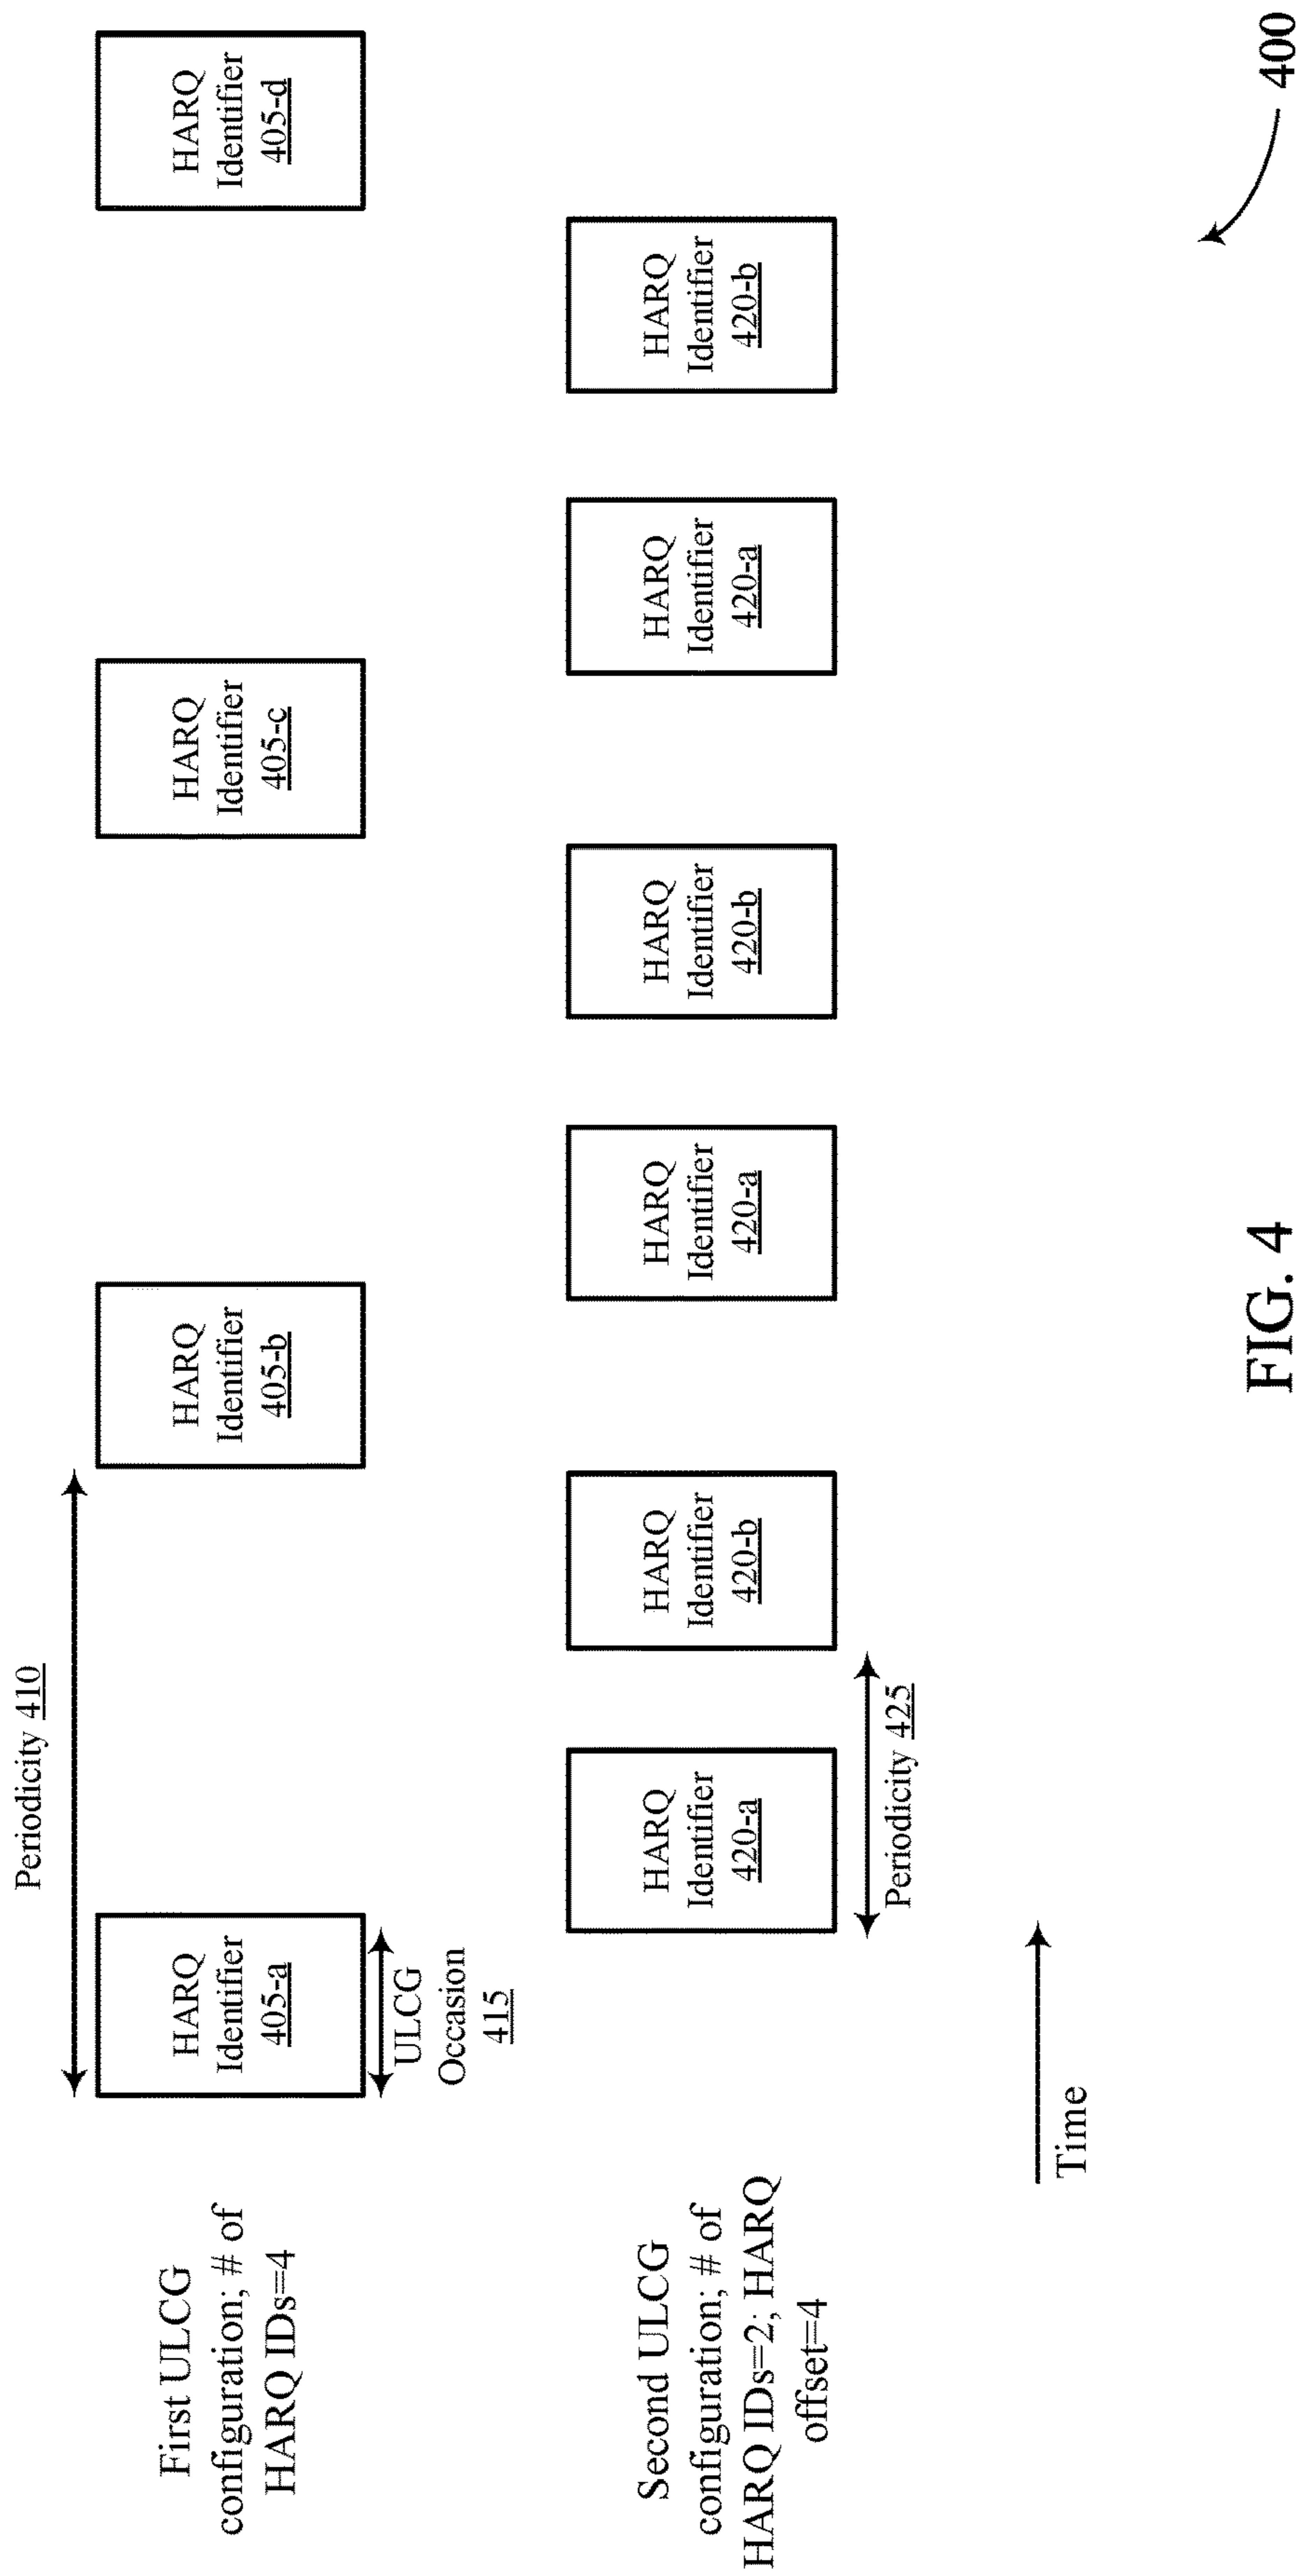 Periodicity 410
First ULCG
configuration; # of
HARQ IDs=4
HARQ
Identifier
405-a
HARQ
Identifier
405-b
HARQ
Identifier
405-c
HARQ
Identifier
405-d
ULCG
Occasion
415
Second ULCG
configuration; # of
HARQ IDs=2; HARQ
offset=4
HARQ
Identifier
420-a
HARQ
Identifier
420-b
HARQ
Identifier
420-a
HARQ
Identifier
420-b
HARQ
Identifier
420-a
HARQ
Identifier
420-b
Periodicity 425
Time
400
FIG. 4